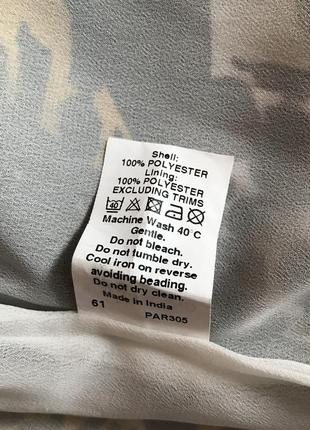 Shell:
100% POLYESTER
Lining:
100% POLYESTER
EXCLUDING TRIMS
40
Machine Wash 40°C
Gentle.
Do not bleach.
Do not tumble dry.
Cool iron on reverse
avoiding beading.
Do not dry clean.
Made in India
61 PAR305